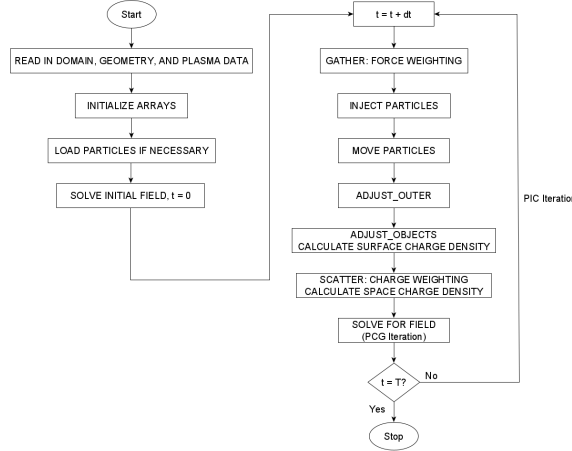 Start
READ IN DOMAIN, GEOMETRY, AND PLASMA DATA
INITIALIZE ARRAYS
LOAD PARTICLES IF NECESSARY
SOLVE INITIAL FIELD, t = 0
t = t + dt
GATHER: FORCE WEIGHTING
INJECT PARTICLES
MOVE PARTICLES
ADJUST_OUTER
ADJUST_OBJECTS
CALCULATE SURFACE CHARGE DENSITY
SCATTER: CHARGE WEIGHTING
CALCULATE SPACE CHARGE DENSITY
SOLVE FOR FIELD
(PCG Iteration)
t = T?
No
Yes
Stop
PIC Iteration